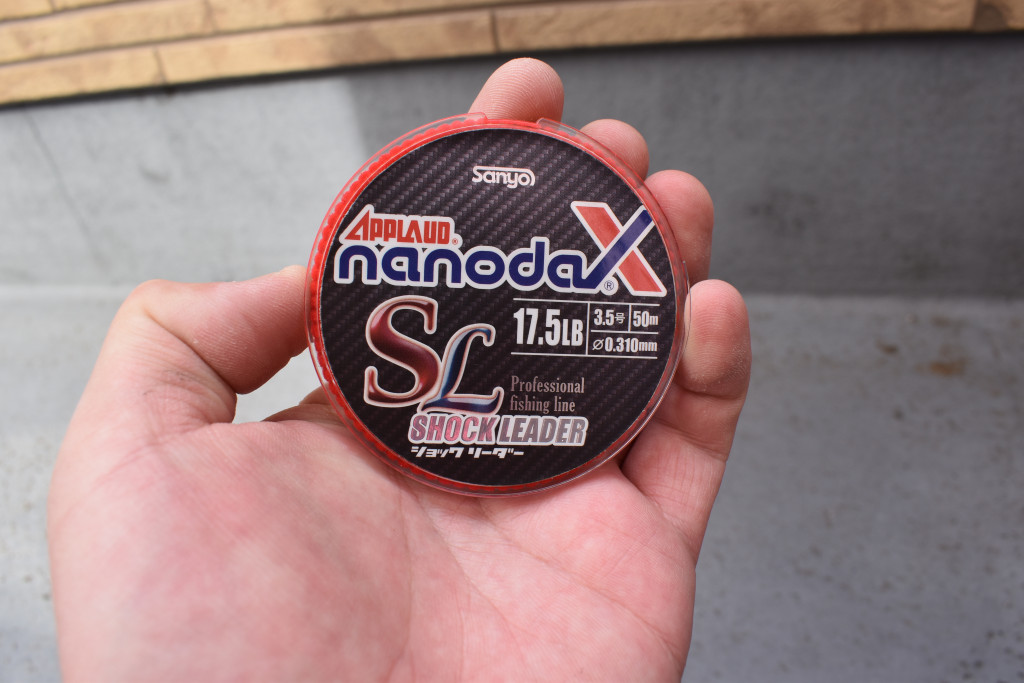 Sanyo
APPLAUD®
nanodaX®
17.5LB 3.5号 50m
⌀0.310mm
SL
Professional
fishing line
SHOCK LEADER
ショック リーダー